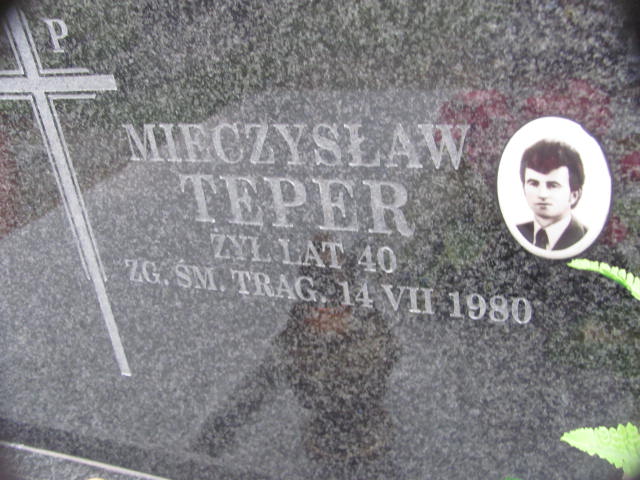 P
MIECZYSŁAW
TEPER
ŻYŁ LAT 40
ZG. ŚM. TRAG. 14 VII 1980